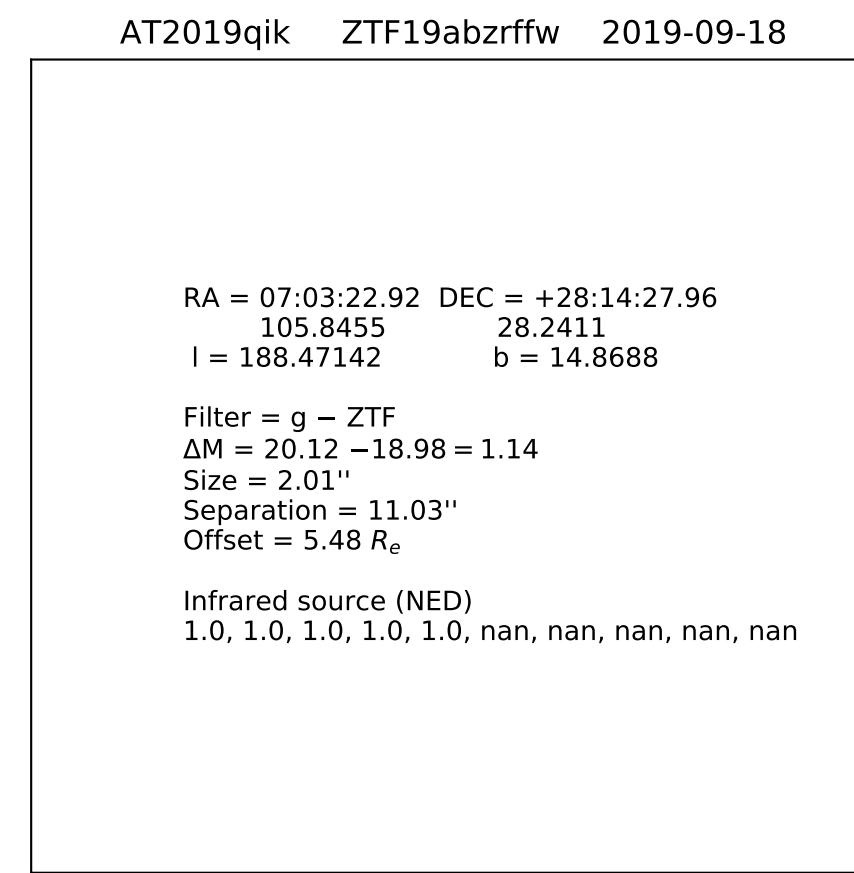 AT2019qik ZTF19abzrffw 2019-09-18
RA = 07:03:22.92 DEC = +28:14:27.96
105.8455 28.2411
l = 188.47142 b = 14.8688
Filter = g − ZTF
ΔM = 20.12 −18.98 = 1.14
Size = 2.01''
Separation = 11.03''
Offset = 5.48 Rₑ
Infrared source (NED)
1.0, 1.0, 1.0, 1.0, 1.0, nan, nan, nan, nan, nan